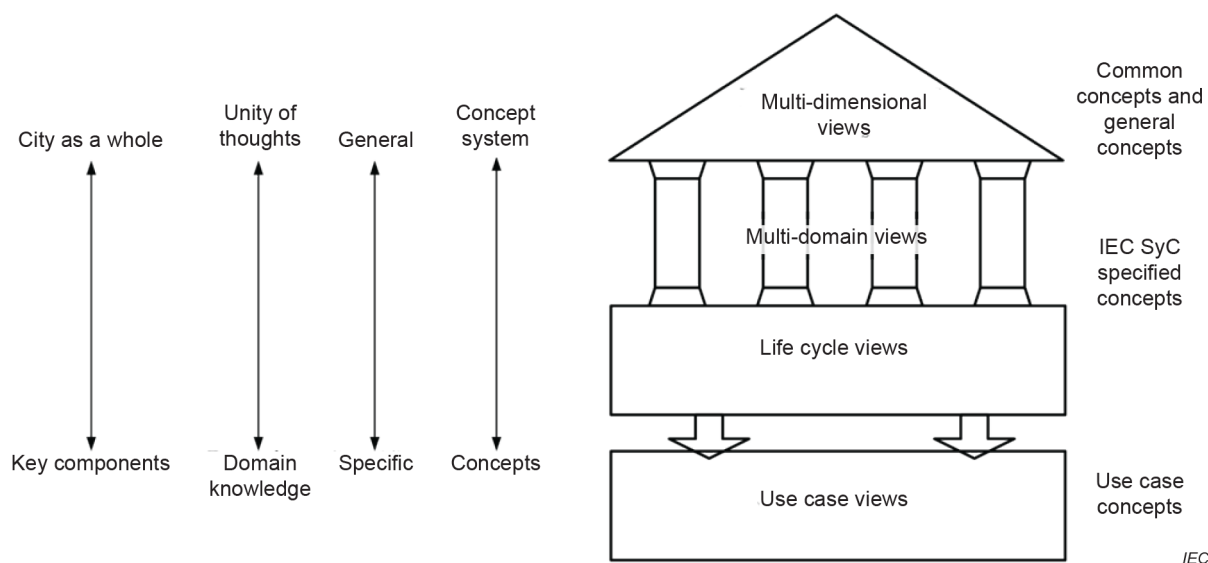 City as a whole
Unity of
thoughts
General
Concept
system
Key components
Domain
knowledge
Specific
Concepts
Multi-dimensional
views
Multi-domain views
Life cycle views
Use case views
Common
concepts and
general
concepts
IEC SyC
specified
concepts
Use case
concepts
IEC